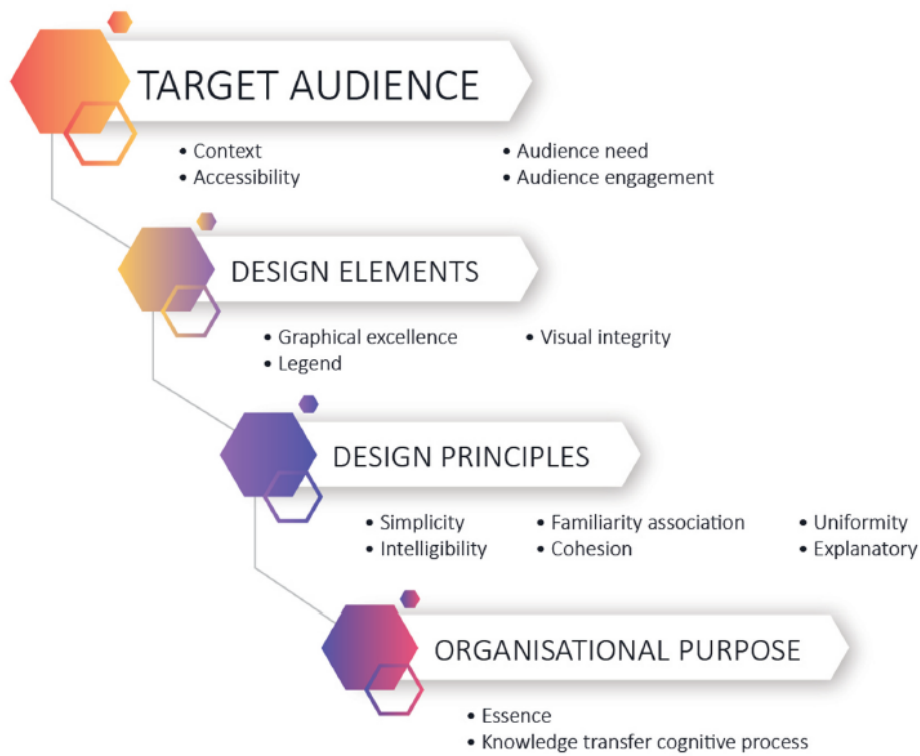 TARGET AUDIENCE
• Context • Audience need
• Accessibility • Audience engagement
DESIGN ELEMENTS
• Graphical excellence • Visual integrity
• Legend
DESIGN PRINCIPLES
• Simplicity • Familiarity association • Uniformity
• Intelligibility • Cohesion • Explanatory
ORGANISATIONAL PURPOSE
• Essence
• Knowledge transfer cognitive process